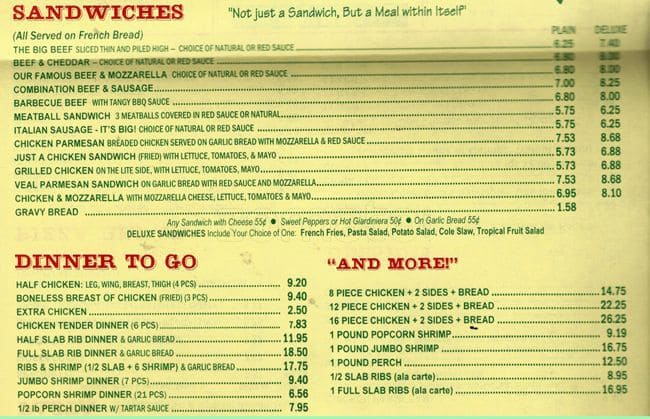 SANDWICHES "Not just a Sandwich, But a Meal within Itself"
(All Served on French Bread) PLAIN DELUXE
THE BIG BEEF SLICED THIN AND PILED HIGH – CHOICE OF NATURAL OR RED SAUCE 6.25 7.40
BEEF & CHEDDAR – CHOICE OF NATURAL OR RED SAUCE 6.80
OUR FAMOUS BEEF & MOZZARELLA CHOICE OF NATURAL OR RED SAUCE 6.80 8.00
COMBINATION BEEF & SAUSAGE 7.00 8.25
BARBECUE BEEF WITH TANGY BBQ SAUCE 6.80 8.00
MEATBALL SANDWICH 3 MEATBALLS COVERED IN RED SAUCE OR NATURAL 5.75 6.25
ITALIAN SAUSAGE - IT'S BIG! CHOICE OF NATURAL OR RED SAUCE 5.75 6.25
CHICKEN PARMESAN BREADED CHICKEN SERVED ON GARLIC BREAD WITH MOZZARELLA & RED SAUCE 7.53 8.68
JUST A CHICKEN SANDWICH (FRIED) WITH LETTUCE, TOMATOES, & MAYO 5.73 6.88
GRILLED CHICKEN ON THE LITE SIDE, WITH LETTUCE, TOMATOES, MAYO 5.73 6.88
VEAL PARMESAN SANDWICH ON GARLIC BREAD WITH RED SAUCE AND MOZZARELLA 7.53 8.68
CHICKEN & MOZZARELLA WITH MOZZARELLA CHEESE, LETTUCE, TOMATOES & MAYO 6.95 8.10
GRAVY BREAD 1.58
Any Sandwich with Cheese 55¢ ● Sweet Peppers or Hot Giardiniera 50¢ ● On Garlic Bread 55¢
DELUXE SANDWICHES Include Your Choice of One: French Fries, Pasta Salad, Potato Salad, Cole Slaw, Tropical Fruit Salad
DINNER TO GO
HALF CHICKEN: LEG, WING, BREAST, THIGH (4 PCS) 9.20
BONELESS BREAST OF CHICKEN (FRIED) (3 PCS) 9.40
EXTRA CHICKEN 2.50
CHICKEN TENDER DINNER (6 PCS) 7.83
HALF SLAB RIB DINNER & GARLIC BREAD 11.95
FULL SLAB RIB DINNER & GARLIC BREAD 18.50
RIBS & SHRIMP (1/2 SLAB + 6 SHRIMP) & GARLIC BREAD 17.75
JUMBO SHRIMP DINNER (7 PCS) 9.40
POPCORN SHRIMP DINNER (21 PCS) 6.56
1/2 lb PERCH DINNER W/ TARTAR SAUCE 7.95
"AND MORE!"
8 PIECE CHICKEN + 2 SIDES + BREAD 14.75
12 PIECE CHICKEN + 2 SIDES + BREAD 22.25
16 PIECE CHICKEN + 2 SIDES + BREAD 26.25
1 POUND POPCORN SHRIMP 9.19
1 POUND JUMBO SHRIMP 16.75
1 POUND PERCH 12.50
1/2 SLAB RIBS (ala carte) 8.95
1 FULL SLAB RIBS (ala carte) 16.95